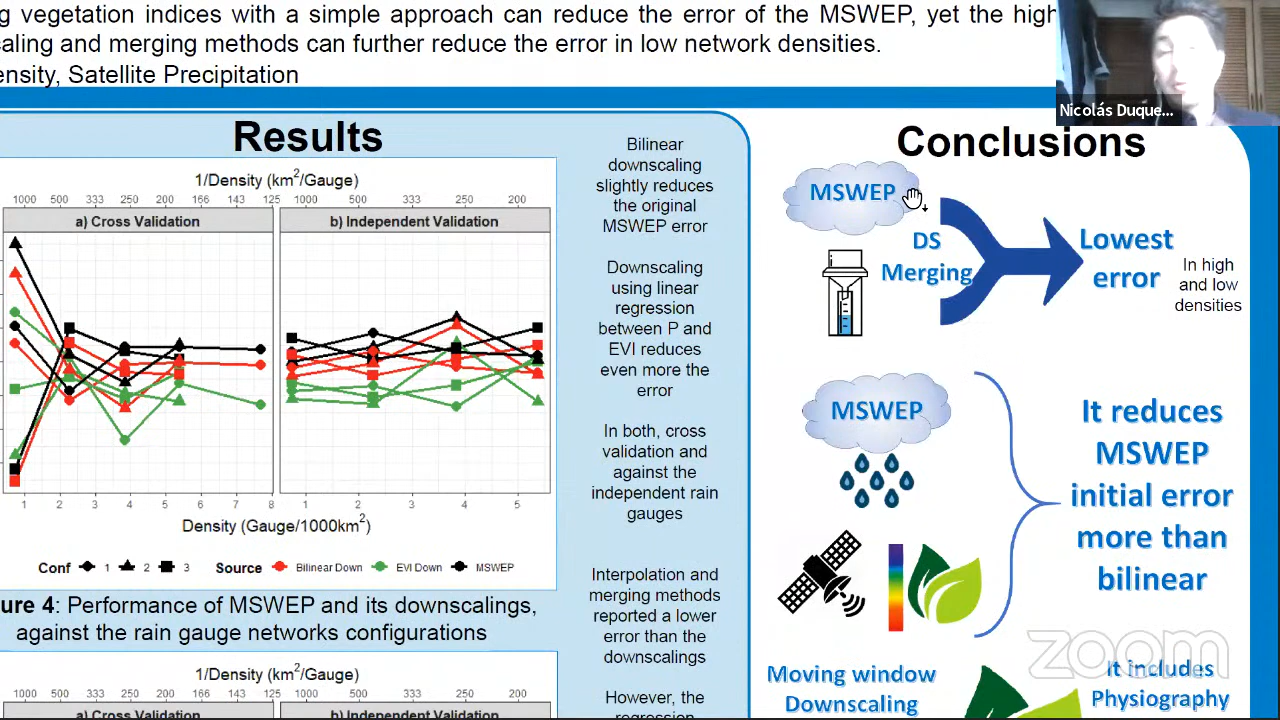 g vegetation indices with a simple approach can reduce the error of the MSWEP, yet the high
caling and merging methods can further reduce the error in low network densities.
ensity, Satellite Precipitation
Nicolás Duque...
Results
1/Density (km²/Gauge)
1000 500 333 250 200 166 143 125
1000 500 333 250 200
a) Cross Validation
b) Independent Validation
1 2 3 4 5 6 7 8
1 2 3 4 5
Density (Gauge/1000km²)
Conf 1 2 3 Source Bilinear Down EVI Down MSWEP
ure 4: Performance of MSWEP and its downscalings,
against the rain gauge networks configurations
1/Density (km²/Gauge)
1000 500 333 250 200 166 143 125
1000 500 333 250 200
a) Cross Validation
b) Independent Validation
Bilinear
downscaling
slightly reduces
the original
MSWEP error
Downscaling
using linear
regression
between P and
EVI reduces
even more the
error
In both, cross
validation and
against the
independent rain
gauges
Interpolation and
merging methods
reported a lower
error than the
downscalings
However, the
regression
Conclusions
MSWEP
DS
Merging
Lowest
error
In high
and low
densities
MSWEP
It reduces
MSWEP
initial error
more than
bilinear
Moving window
Downscaling
It includes
Physiography
zoom